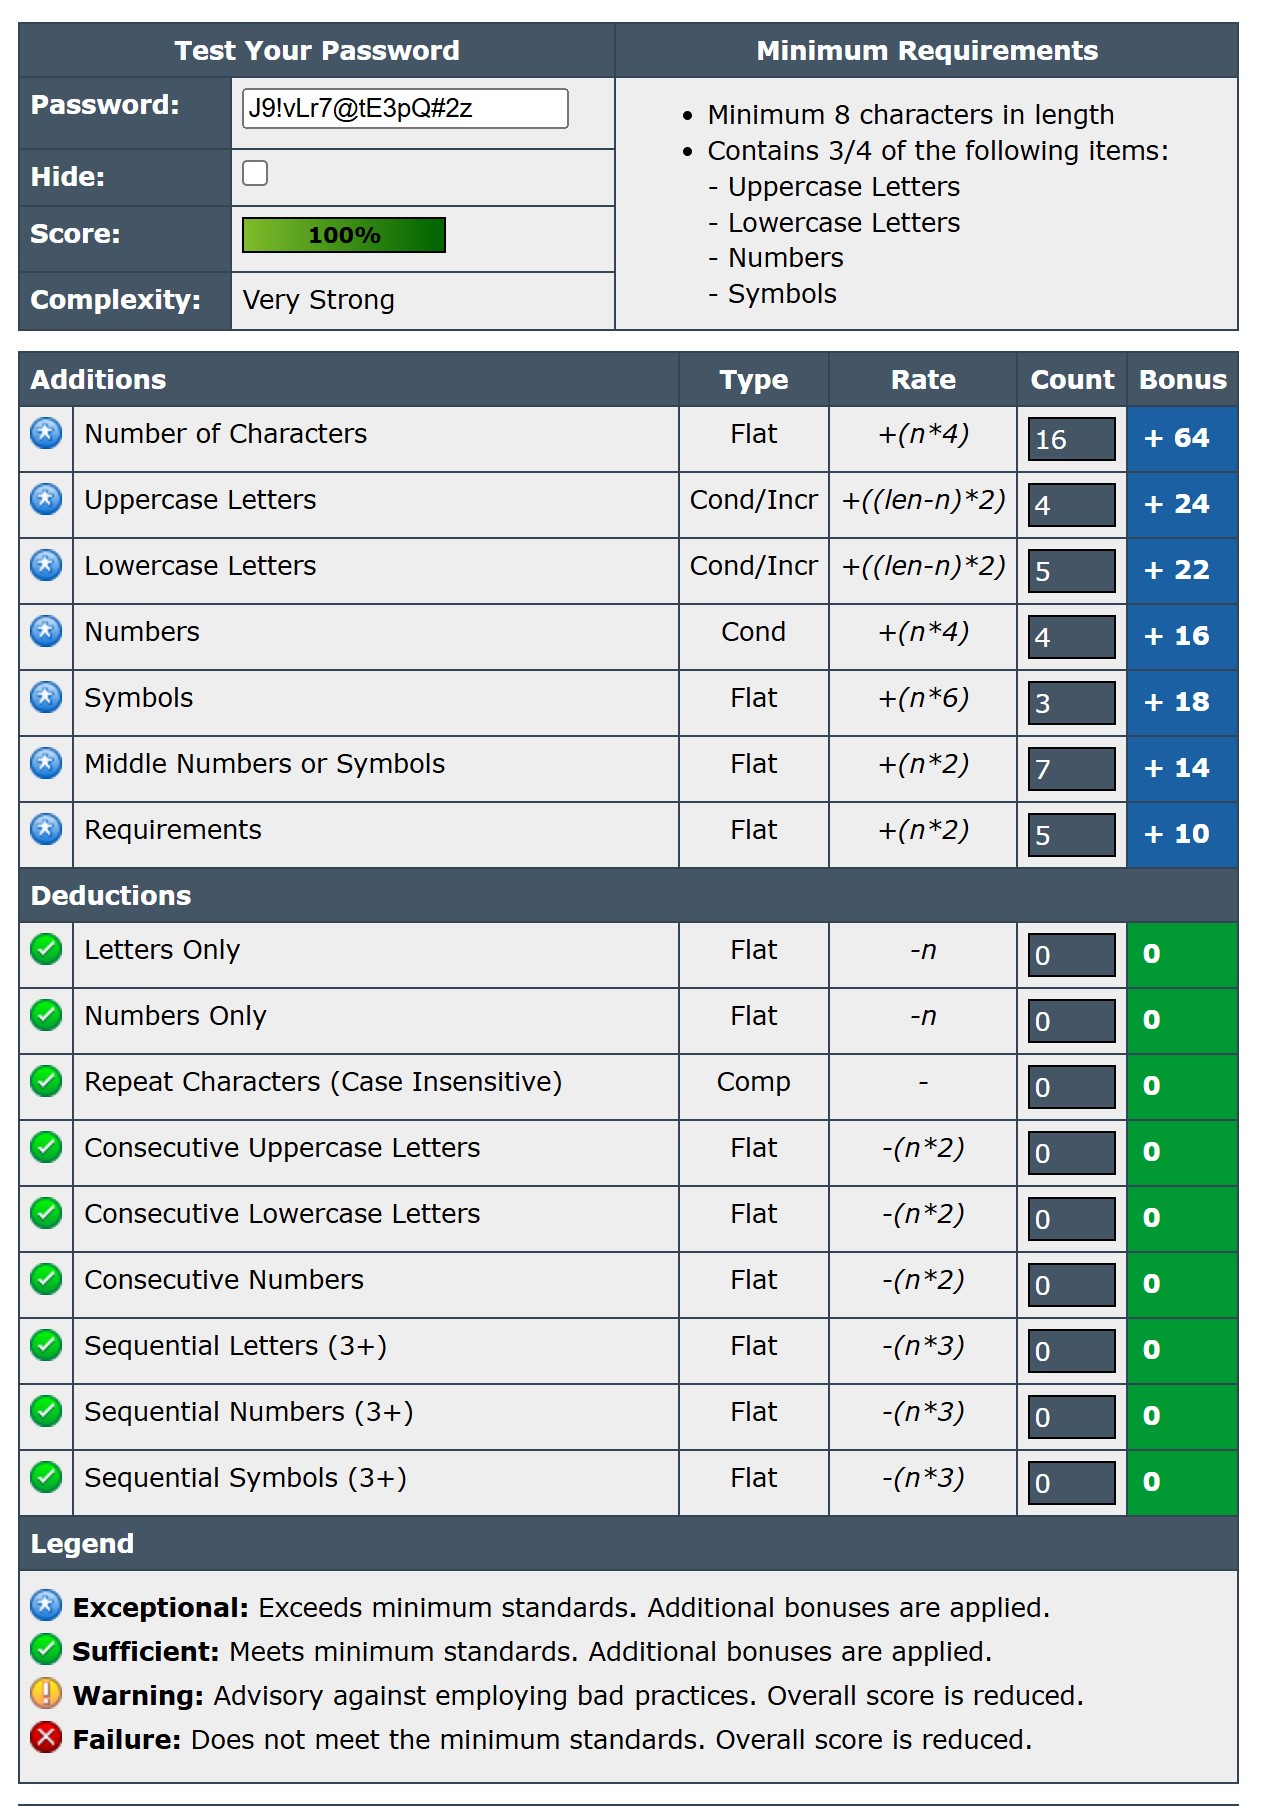 Test Your Password Minimum Requirements
Password: J9!vLr7@tE3pQ#2z
Hide:
Score: 100%
Complexity: Very Strong
• Minimum 8 characters in length
• Contains 3/4 of the following items:
- Uppercase Letters
- Lowercase Letters
- Numbers
- Symbols
Additions Type Rate Count Bonus
Number of Characters Flat +(n*4) 16 + 64
Uppercase Letters Cond/Incr +((len-n)*2) 4 + 24
Lowercase Letters Cond/Incr +((len-n)*2) 5 + 22
Numbers Cond +(n*4) 4 + 16
Symbols Flat +(n*6) 3 + 18
Middle Numbers or Symbols Flat +(n*2) 7 + 14
Requirements Flat +(n*2) 5 + 10
Deductions
Letters Only Flat -n 0 0
Numbers Only Flat -n 0 0
Repeat Characters (Case Insensitive) Comp - 0 0
Consecutive Uppercase Letters Flat -(n*2) 0 0
Consecutive Lowercase Letters Flat -(n*2) 0 0
Consecutive Numbers Flat -(n*2) 0 0
Sequential Letters (3+) Flat -(n*3) 0 0
Sequential Numbers (3+) Flat -(n*3) 0 0
Sequential Symbols (3+) Flat -(n*3) 0 0
Legend
Exceptional: Exceeds minimum standards. Additional bonuses are applied.
Sufficient: Meets minimum standards. Additional bonuses are applied.
Warning: Advisory against employing bad practices. Overall score is reduced.
Failure: Does not meet the minimum standards. Overall score is reduced.